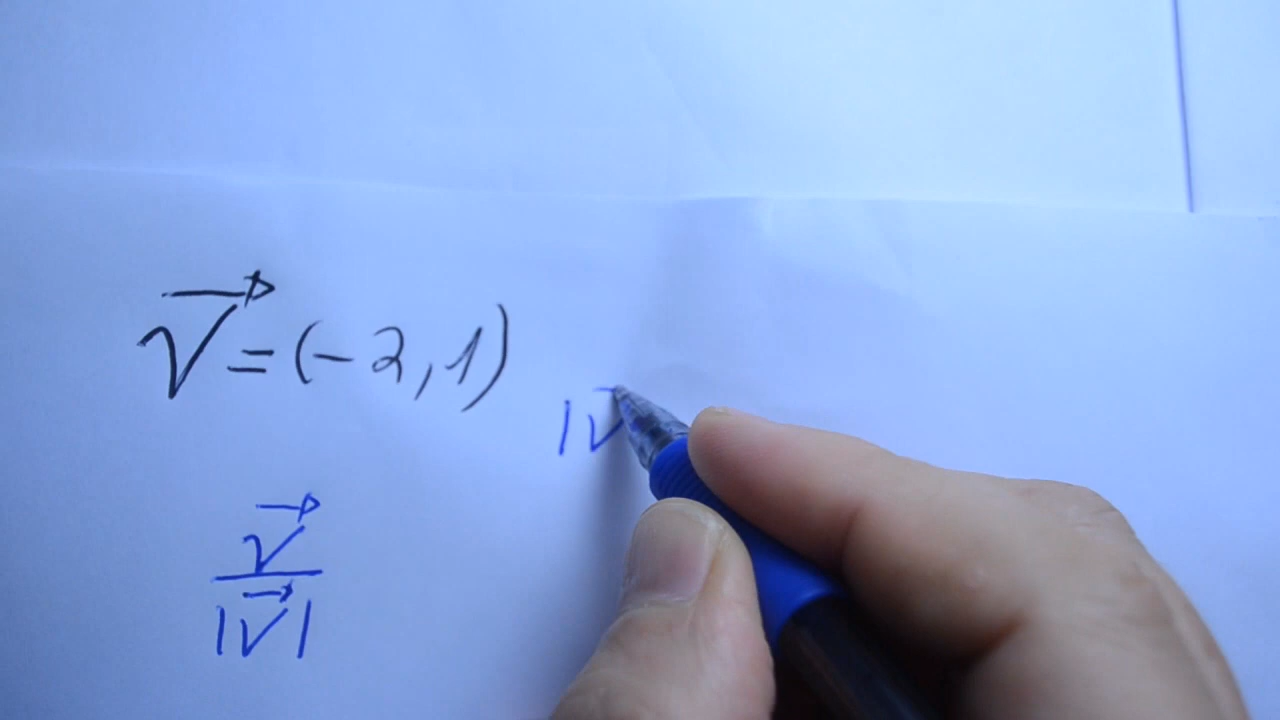 v⃗ = (-2, 1)
|v
v⃗
|v⃗|